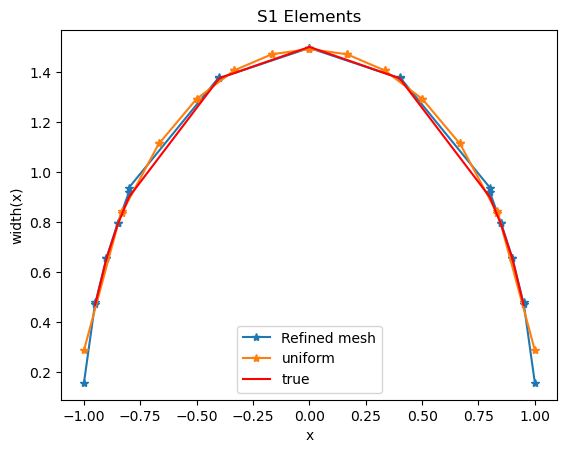 S1 Elements
1.4
1.2
1.0
0.8
0.6
0.4
0.2
width(x)
Refined mesh
uniform
true
−1.00 −0.75 −0.50 −0.25 0.00 0.25 0.50 0.75 1.00
x